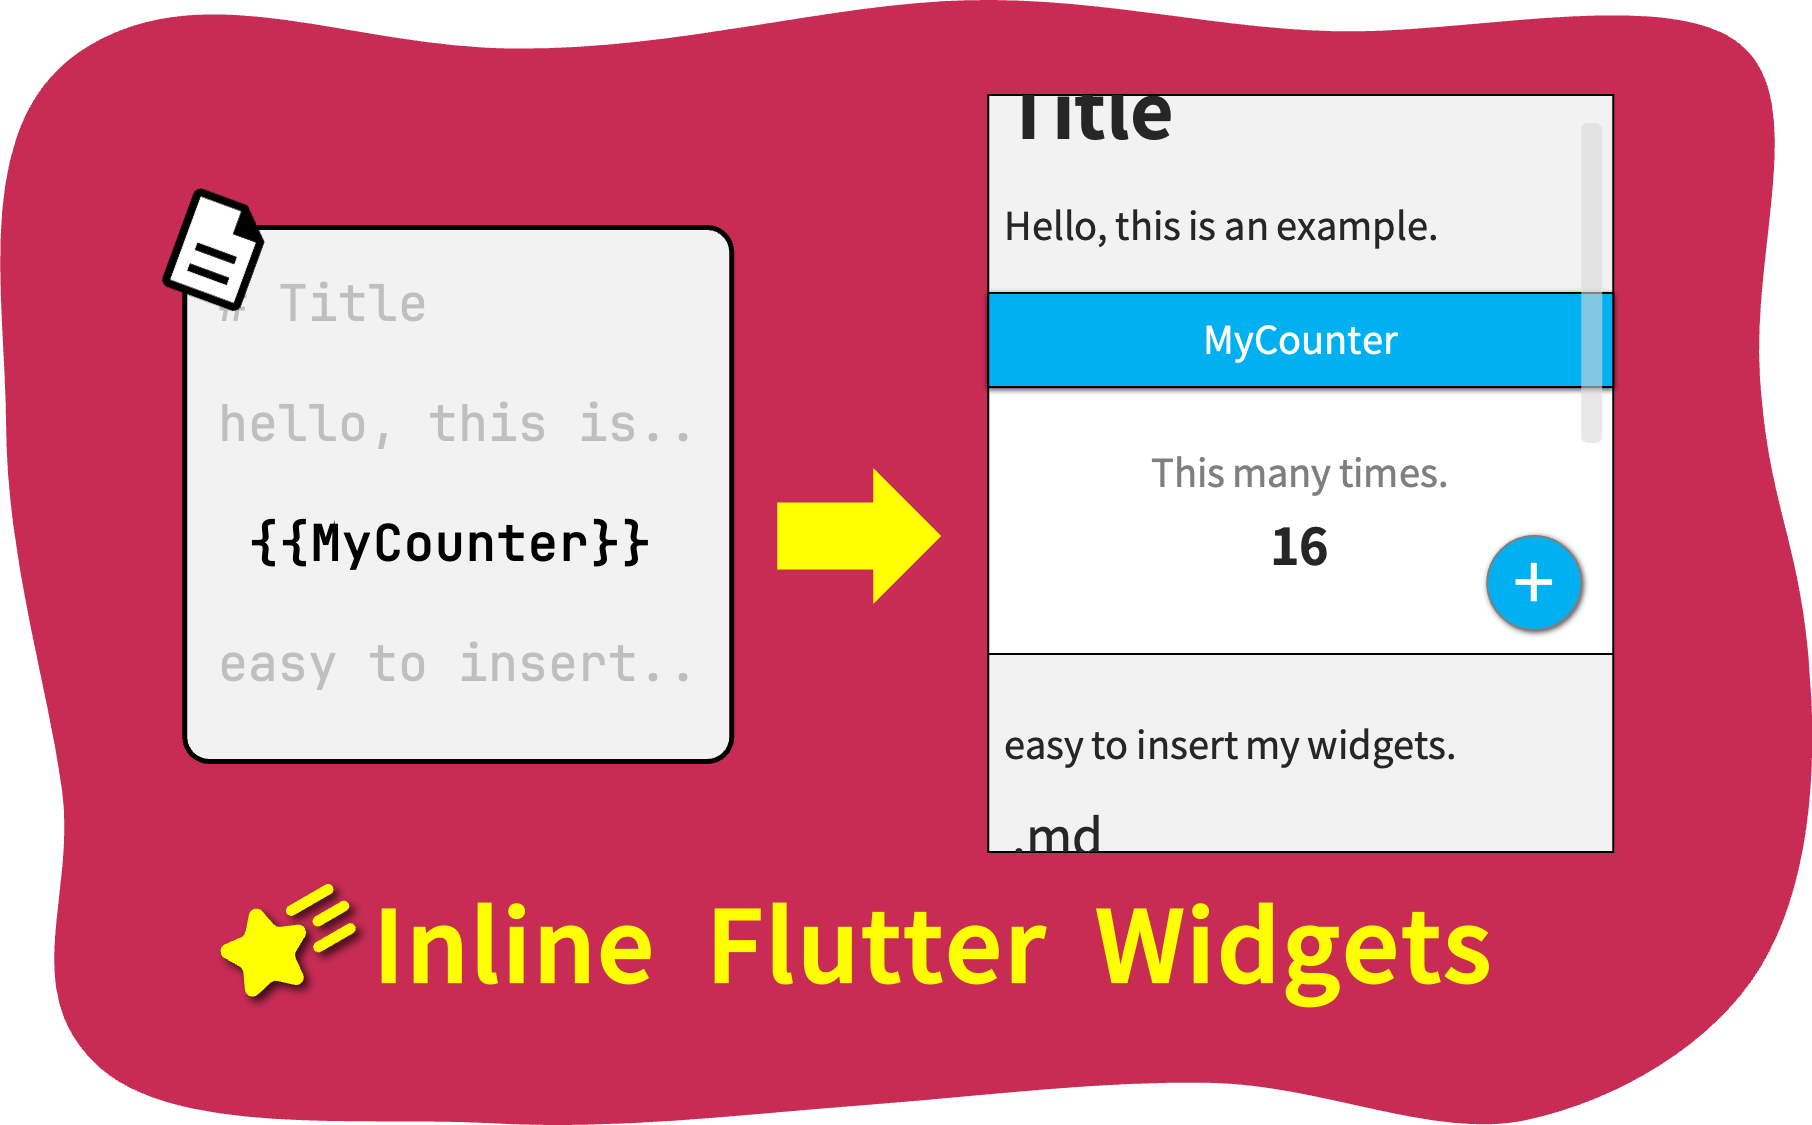 # Title
hello, this is..
{{MyCounter}}
easy to insert..
Title
Hello, this is an example.
MyCounter
This many times.
16
+
easy to insert my widgets.
.md
Inline Flutter Widgets